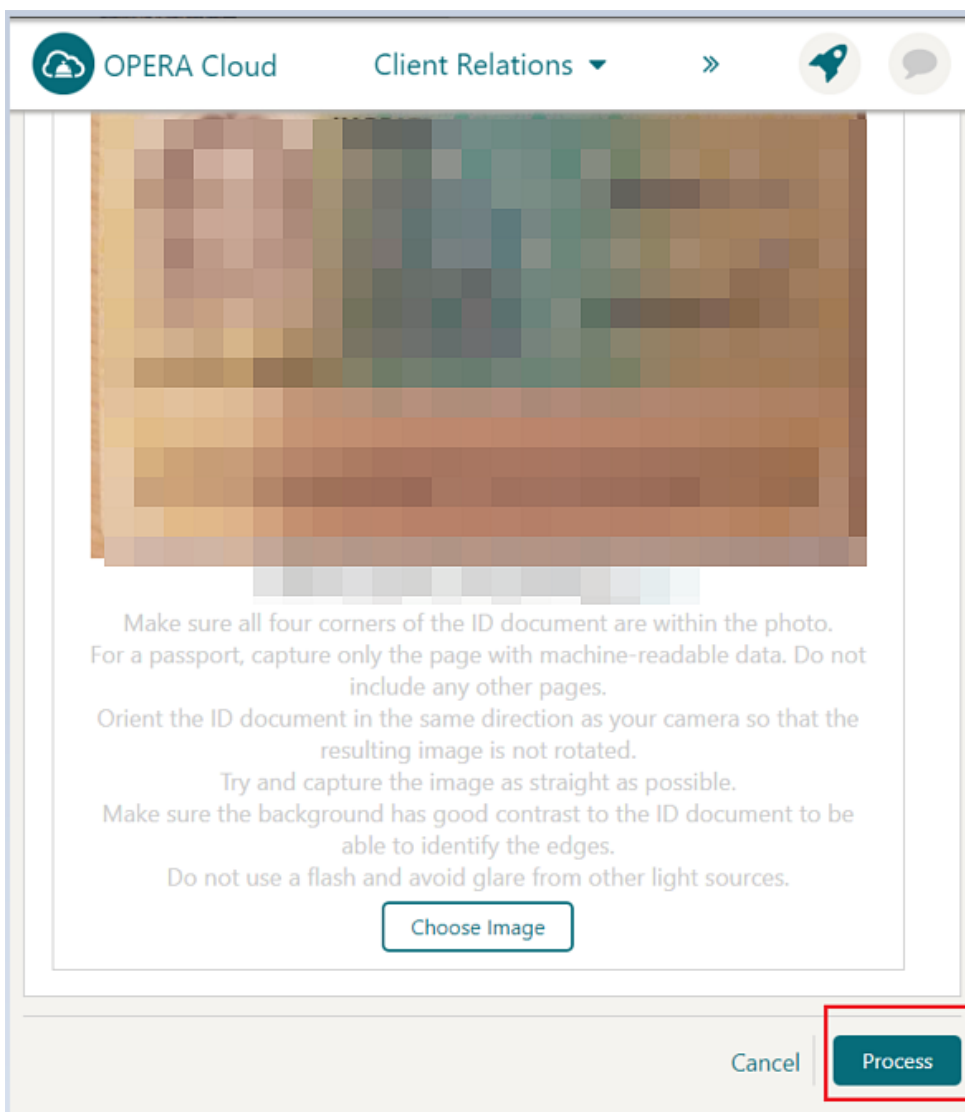 OPERA Cloud
Client Relations
»
Make sure all four corners of the ID document are within the photo.
For a passport, capture only the page with machine-readable data. Do not
include any other pages.
Orient the ID document in the same direction as your camera so that the
resulting image is not rotated.
Try and capture the image as straight as possible.
Make sure the background has good contrast to the ID document to be
able to identify the edges.
Do not use a flash and avoid glare from other light sources.
Choose Image
Cancel
Process